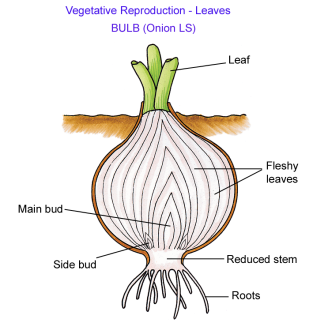 Vegetative Reproduction - Leaves
BULB (Onion LS)
Leaf
Fleshy
leaves
Main bud
Side bud
Reduced stem
Roots